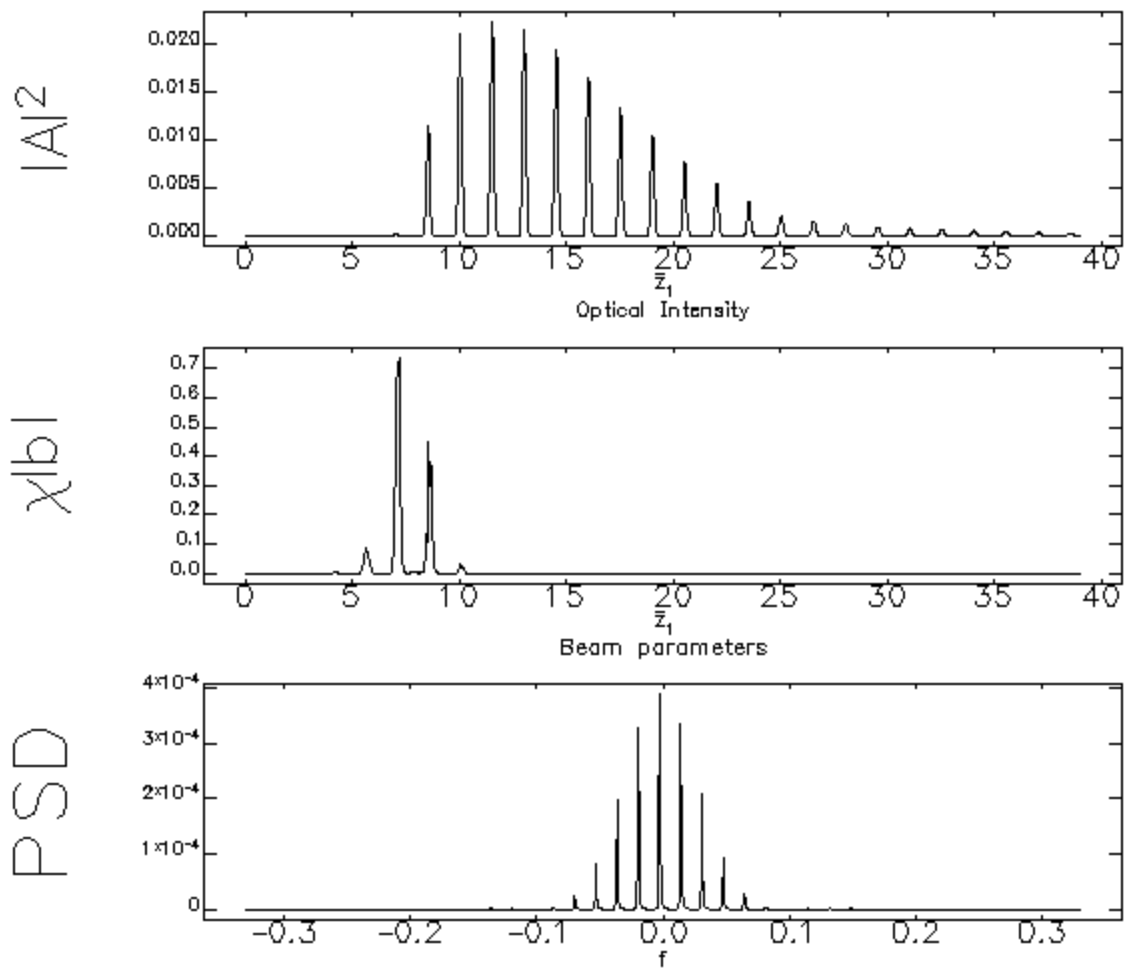 |A|²
0.020
0.015
0.010
0.005
0.000
0 5 10 15 20 25 30 35 40
z̄₁
Optical Intensity
χ|b|
0.7
0.6
0.5
0.4
0.3
0.2
0.1
0.0
0 5 10 15 20 25 30 35 40
z̄₁
Beam parameters
PSD
4×10⁻⁴
3×10⁻⁴
2×10⁻⁴
1×10⁻⁴
0
-0.3 -0.2 -0.1 0.0 0.1 0.2 0.3
f